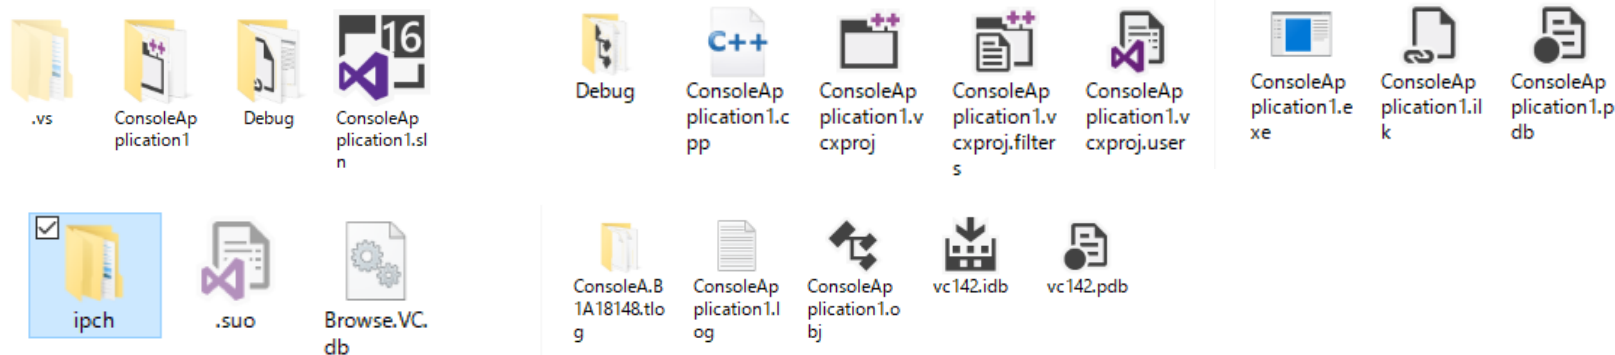 16
.vs
ConsoleAp
plication1
Debug
ConsoleAp
plication1.sl
n
Debug
C++
ConsoleAp
plication1.c
pp
ConsoleAp
plication1.v
cxproj
ConsoleAp
plication1.v
cxproj.filter
s
ConsoleAp
plication1.v
cxproj.user
ConsoleAp
plication1.e
xe
ConsoleAp
plication1.il
k
ConsoleAp
plication1.p
db
ipch
.suo
Browse.VC.
db
ConsoleA.B
1A18148.tlo
g
ConsoleAp
plication1.l
og
ConsoleAp
plication1.o
bj
vc142.idb
vc142.pdb